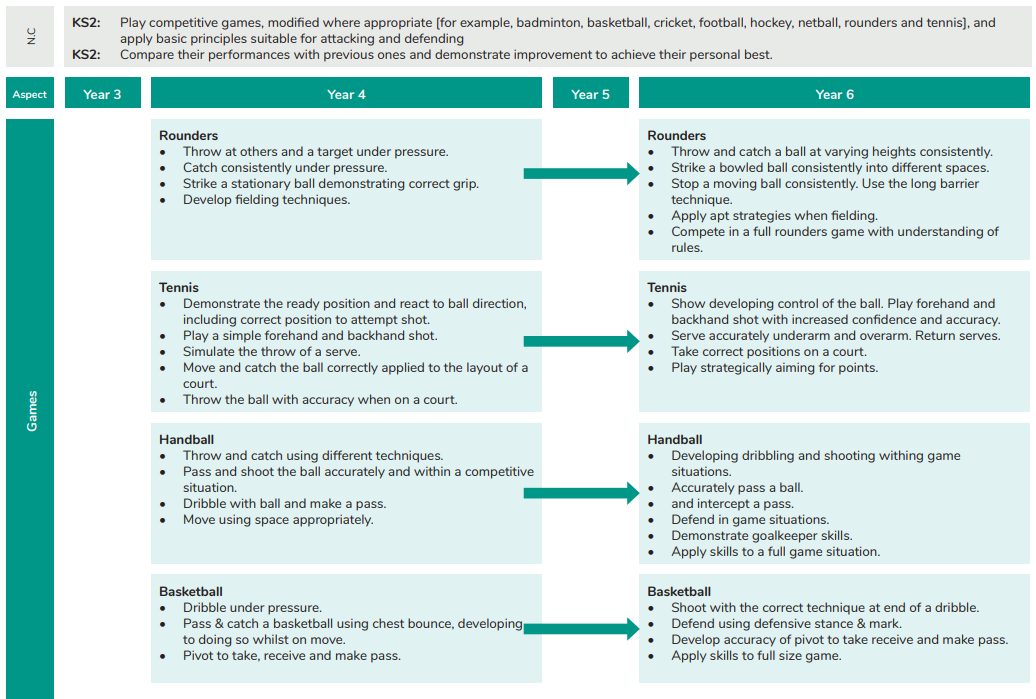 N.C
KS2: Play competitive games, modified where appropriate [for example, badminton, basketball, cricket, football, hockey, netball, rounders and tennis], and
apply basic principles suitable for attacking and defending
KS2: Compare their performances with previous ones and demonstrate improvement to achieve their personal best.
Aspect
Year 3
Year 4
Year 5
Year 6
Games
Rounders
• Throw at others and a target under pressure.
• Catch consistently under pressure.
• Strike a stationary ball demonstrating correct grip.
• Develop fielding techniques.
Rounders
• Throw and catch a ball at varying heights consistently.
• Strike a bowled ball consistently into different spaces.
• Stop a moving ball consistently. Use the long barrier
technique.
• Apply apt strategies when fielding.
• Compete in a full rounders game with understanding of
rules.
Tennis
• Demonstrate the ready position and react to ball direction,
including correct position to attempt shot.
• Play a simple forehand and backhand shot.
• Simulate the throw of a serve.
• Move and catch the ball correctly applied to the layout of a
court.
• Throw the ball with accuracy when on a court.
Tennis
• Show developing control of the ball. Play forehand and
backhand shot with increased confidence and accuracy.
• Serve accurately underarm and overarm. Return serves.
• Take correct positions on a court.
• Play strategically aiming for points.
Handball
• Throw and catch using different techniques.
• Pass and shoot the ball accurately and within a competitive
situation.
• Dribble with ball and make a pass.
• Move using space appropriately.
Handball
• Developing dribbling and shooting withing game
situations.
• Accurately pass a ball.
• and intercept a pass.
• Defend in game situations.
• Demonstrate goalkeeper skills.
• Apply skills to a full game situation.
Basketball
• Dribble under pressure.
• Pass & catch a basketball using chest bounce, developing
to doing so whilst on move.
• Pivot to take, receive and make pass.
Basketball
• Shoot with the correct technique at end of a dribble.
• Defend using defensive stance & mark.
• Develop accuracy of pivot to take receive and make pass.
• Apply skills to full size game.